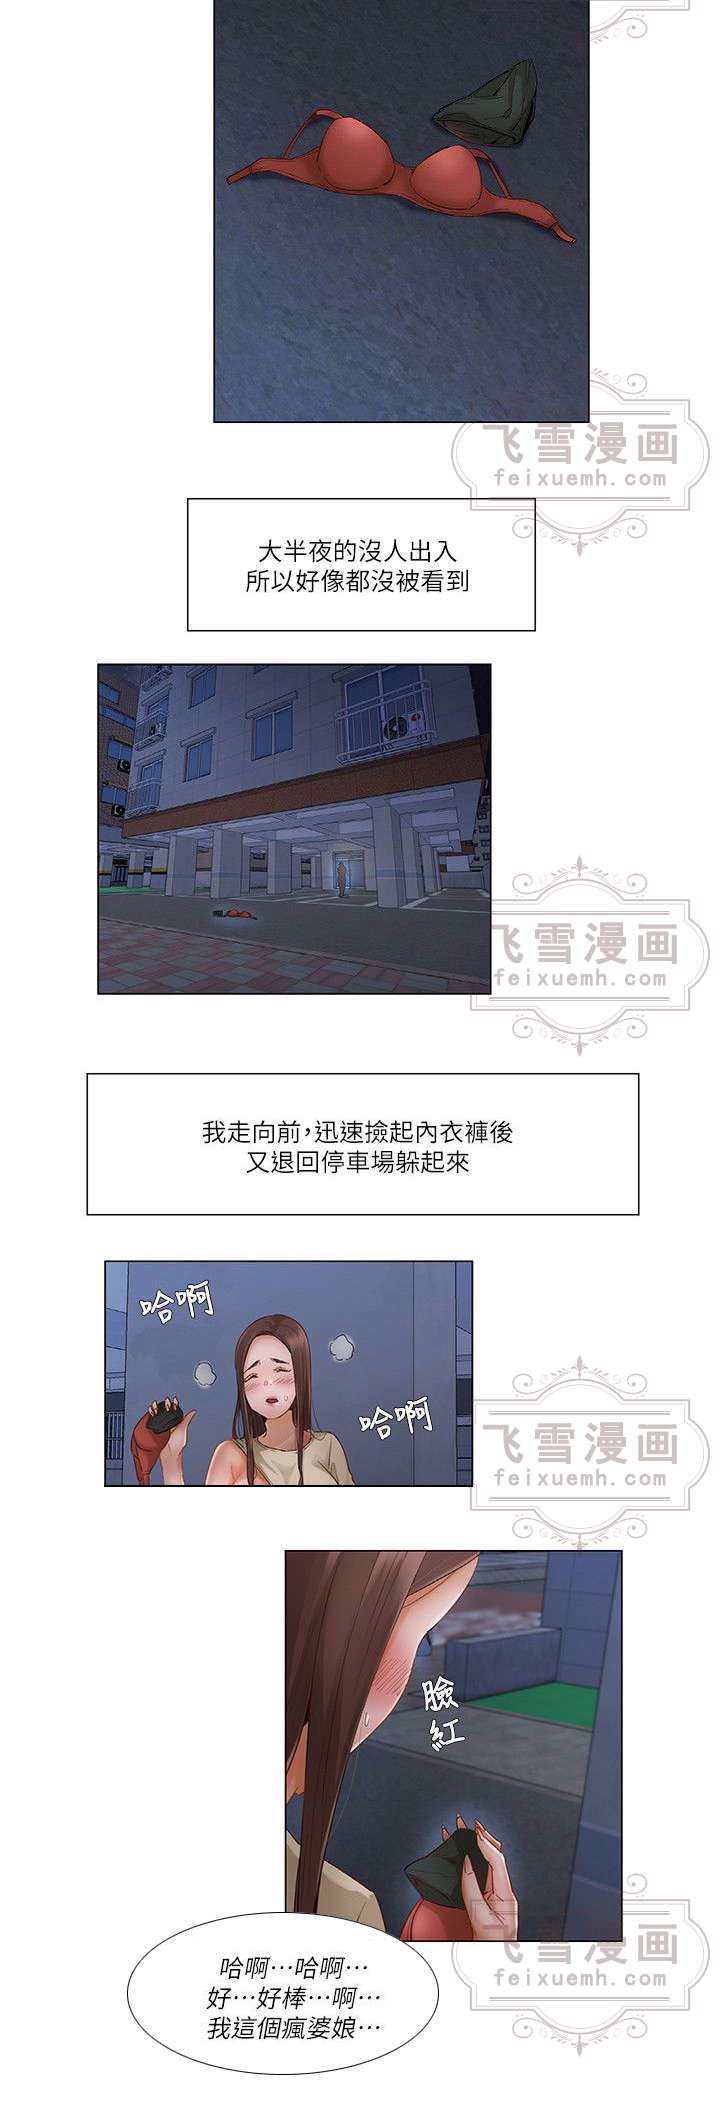 飞雪漫画
feixuemh.com
大半夜的沒人出入
所以好像都沒被看到
飞雪漫画
feixuemh.com
我走向前，迅速撿起內衣褲後
又退回停車場躲起來
哈啊
哈啊
飞雪漫画
feixuemh.com
臉紅
飞雪漫画
feixuemh.com
哈啊⋯哈啊⋯
好⋯好棒⋯啊⋯
我這個瘋婆娘⋯